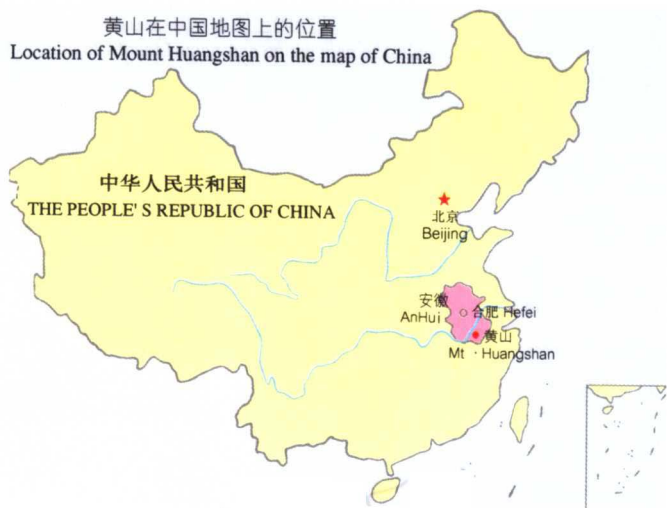 黄山在中国地图上的位置
Location of Mount Huangshan on the map of China
中华人民共和国
THE PEOPLE' S REPUBLIC OF CHINA
北京
Beijing
安徽
AnHui
合肥 Hefei
黄山
Mt · Huangshan